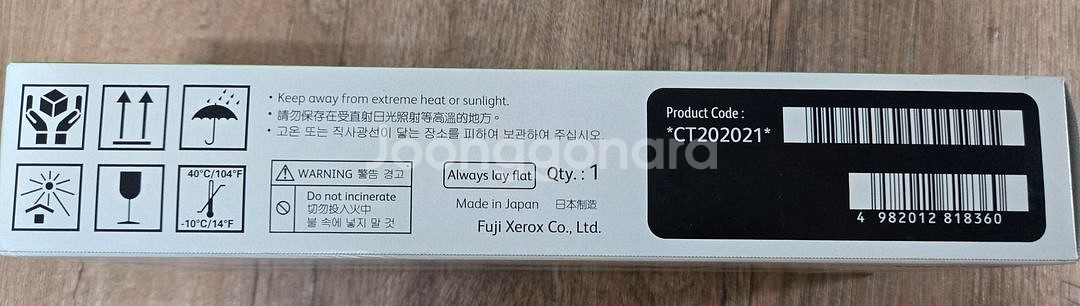 • Keep away from extreme heat or sunlight.
• 請勿保存在受直射日光照射等高溫的地方。
• 고온 또는 직사광선이 닿는 장소를 피하여 보관하여 주십시오.
40°C/104°F
-10°C/14°F
WARNING 警告 경고
Do not incinerate
切勿投入火中
불 속에 넣지 말 것
Always lay flat Qty. : 1
Made in Japan 日本制造
Fuji Xerox Co., Ltd.
Product Code :
*CT202021*
4 982012 818360
Joonggonara